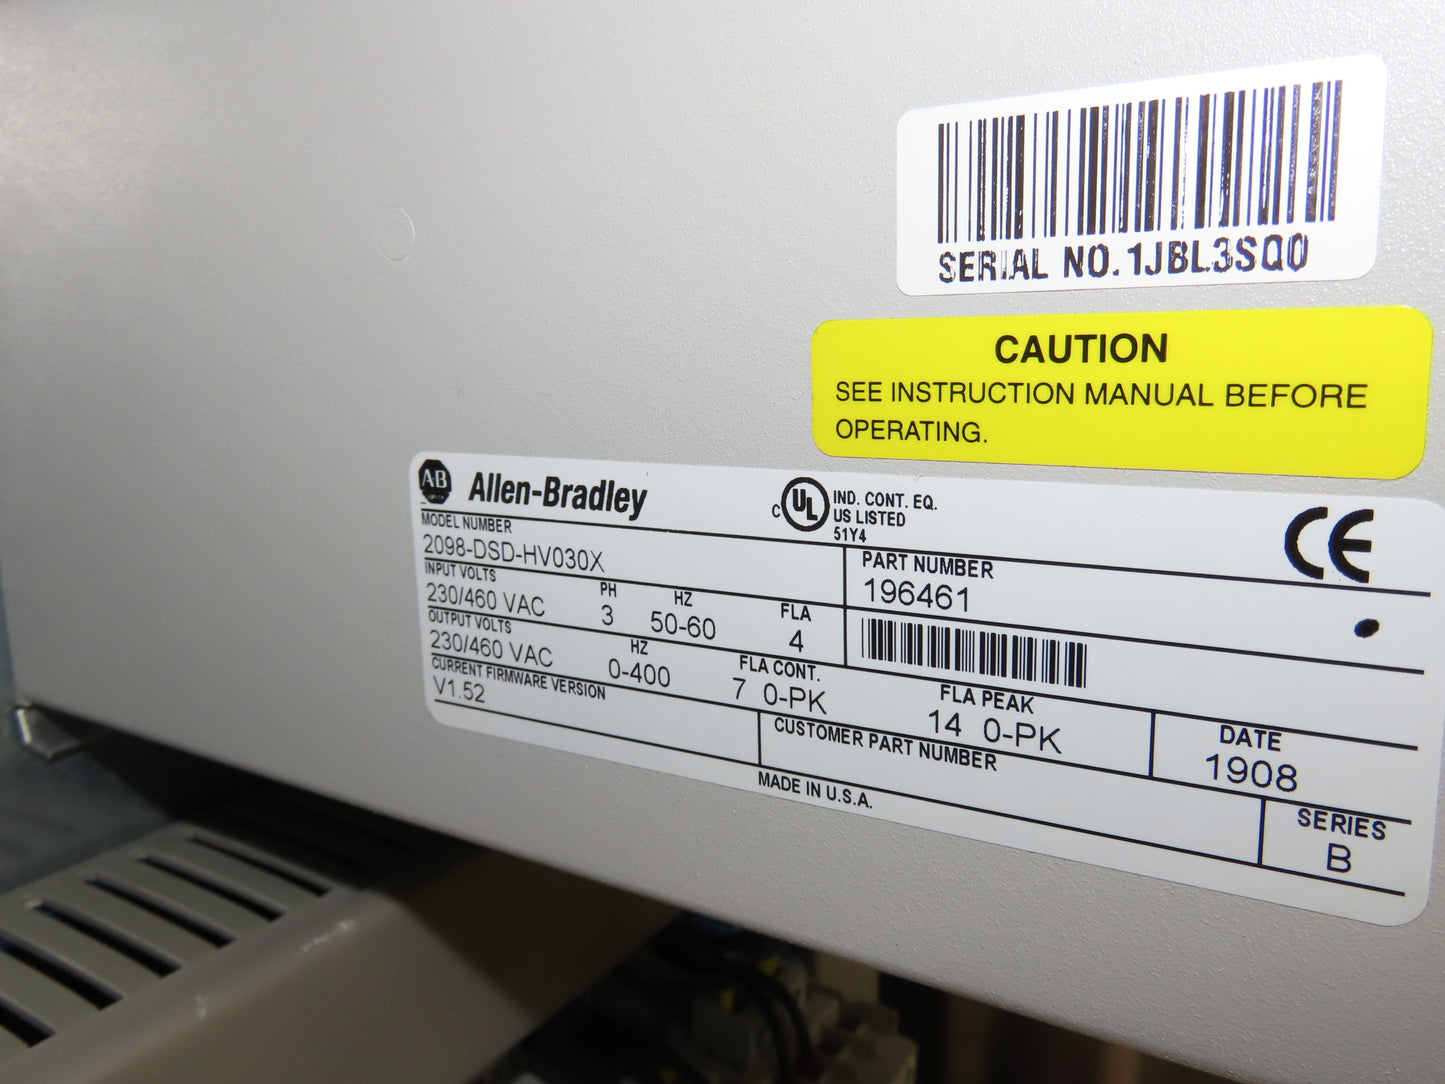 SERIAL NO. 1JBL3SQ0
CAUTION
SEE INSTRUCTION MANUAL BEFORE
OPERATING.
AB Allen-Bradley
C UL IND. CONT. EQ.
US LISTED
51Y4
CE
MODEL NUMBER
2098-DSD-HV030X
PART NUMBER
196461
INPUT VOLTS PH HZ FLA
230/460 VAC 3 50-60 4
OUTPUT VOLTS HZ FLA CONT. FLA PEAK
230/460 VAC 0-400 7 0-PK 14 0-PK
DATE
1908
CURRENT FIRMWARE VERSION
V1.52
CUSTOMER PART NUMBER
SERIES
B
MADE IN U.S.A.